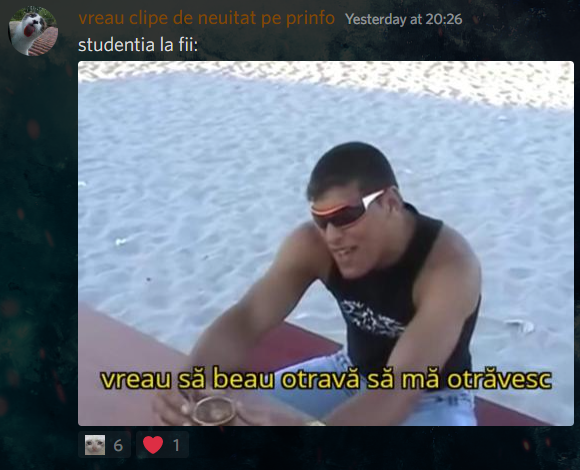 vreau clipe de neuitat pe prinfo Yesterday at 20:26
studentia la fii:
vreau să beau otravă să mă otrăvesc
6 1